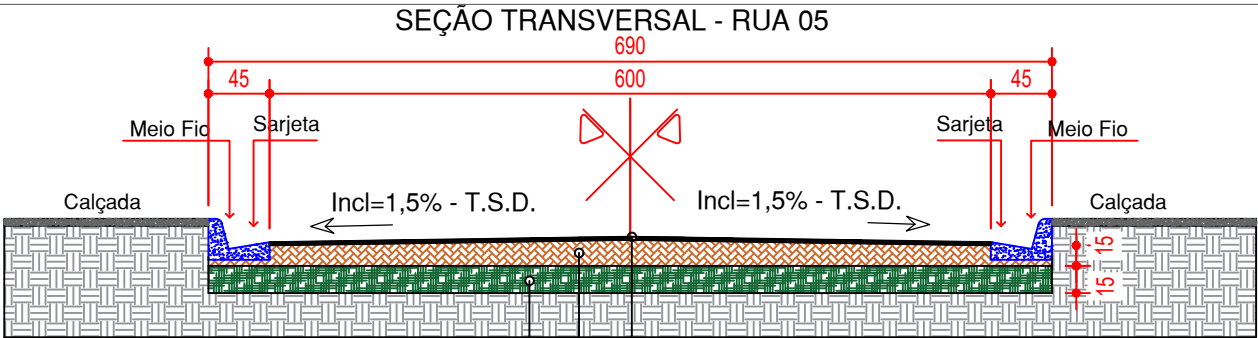 SEÇÃO TRANSVERSAL - RUA 05
690
45 600 45
Meio Fio Sarjeta Sarjeta Meio Fio
Calçada Incl=1,5% - T.S.D. Incl=1,5% - T.S.D. Calçada
15
15